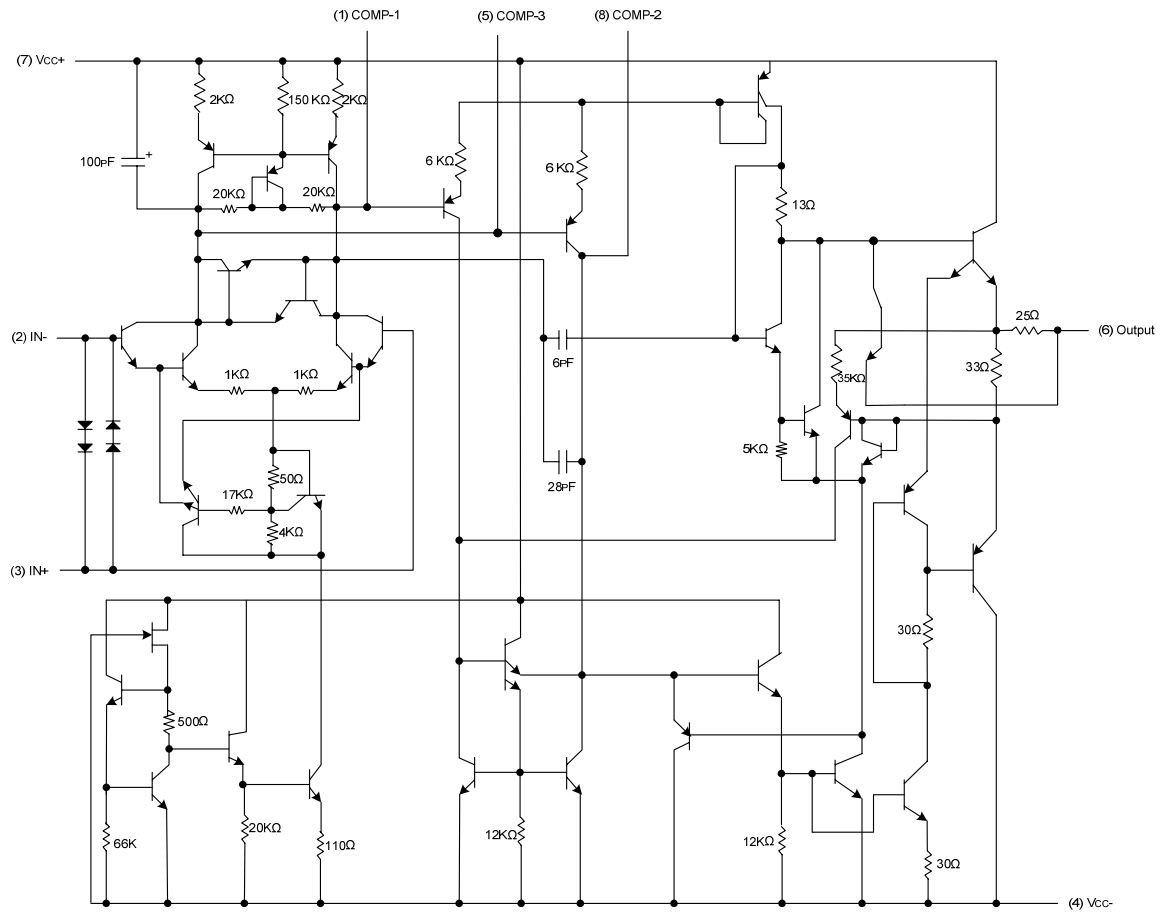 (1) COMP-1
(5) COMP-3
(8) COMP-2
(7) VCC+
2KΩ
150 KΩ
2KΩ
100PF
+
6 KΩ
6 KΩ
20KΩ
20KΩ
13Ω
(2) IN-
25Ω
(6) Output
6PF
35KΩ
33Ω
1KΩ
1KΩ
5KΩ
50Ω
28PF
17KΩ
4KΩ
(3) IN+
30Ω
500Ω
66K
20KΩ
110Ω
12KΩ
12KΩ
30Ω
(4) VCC-